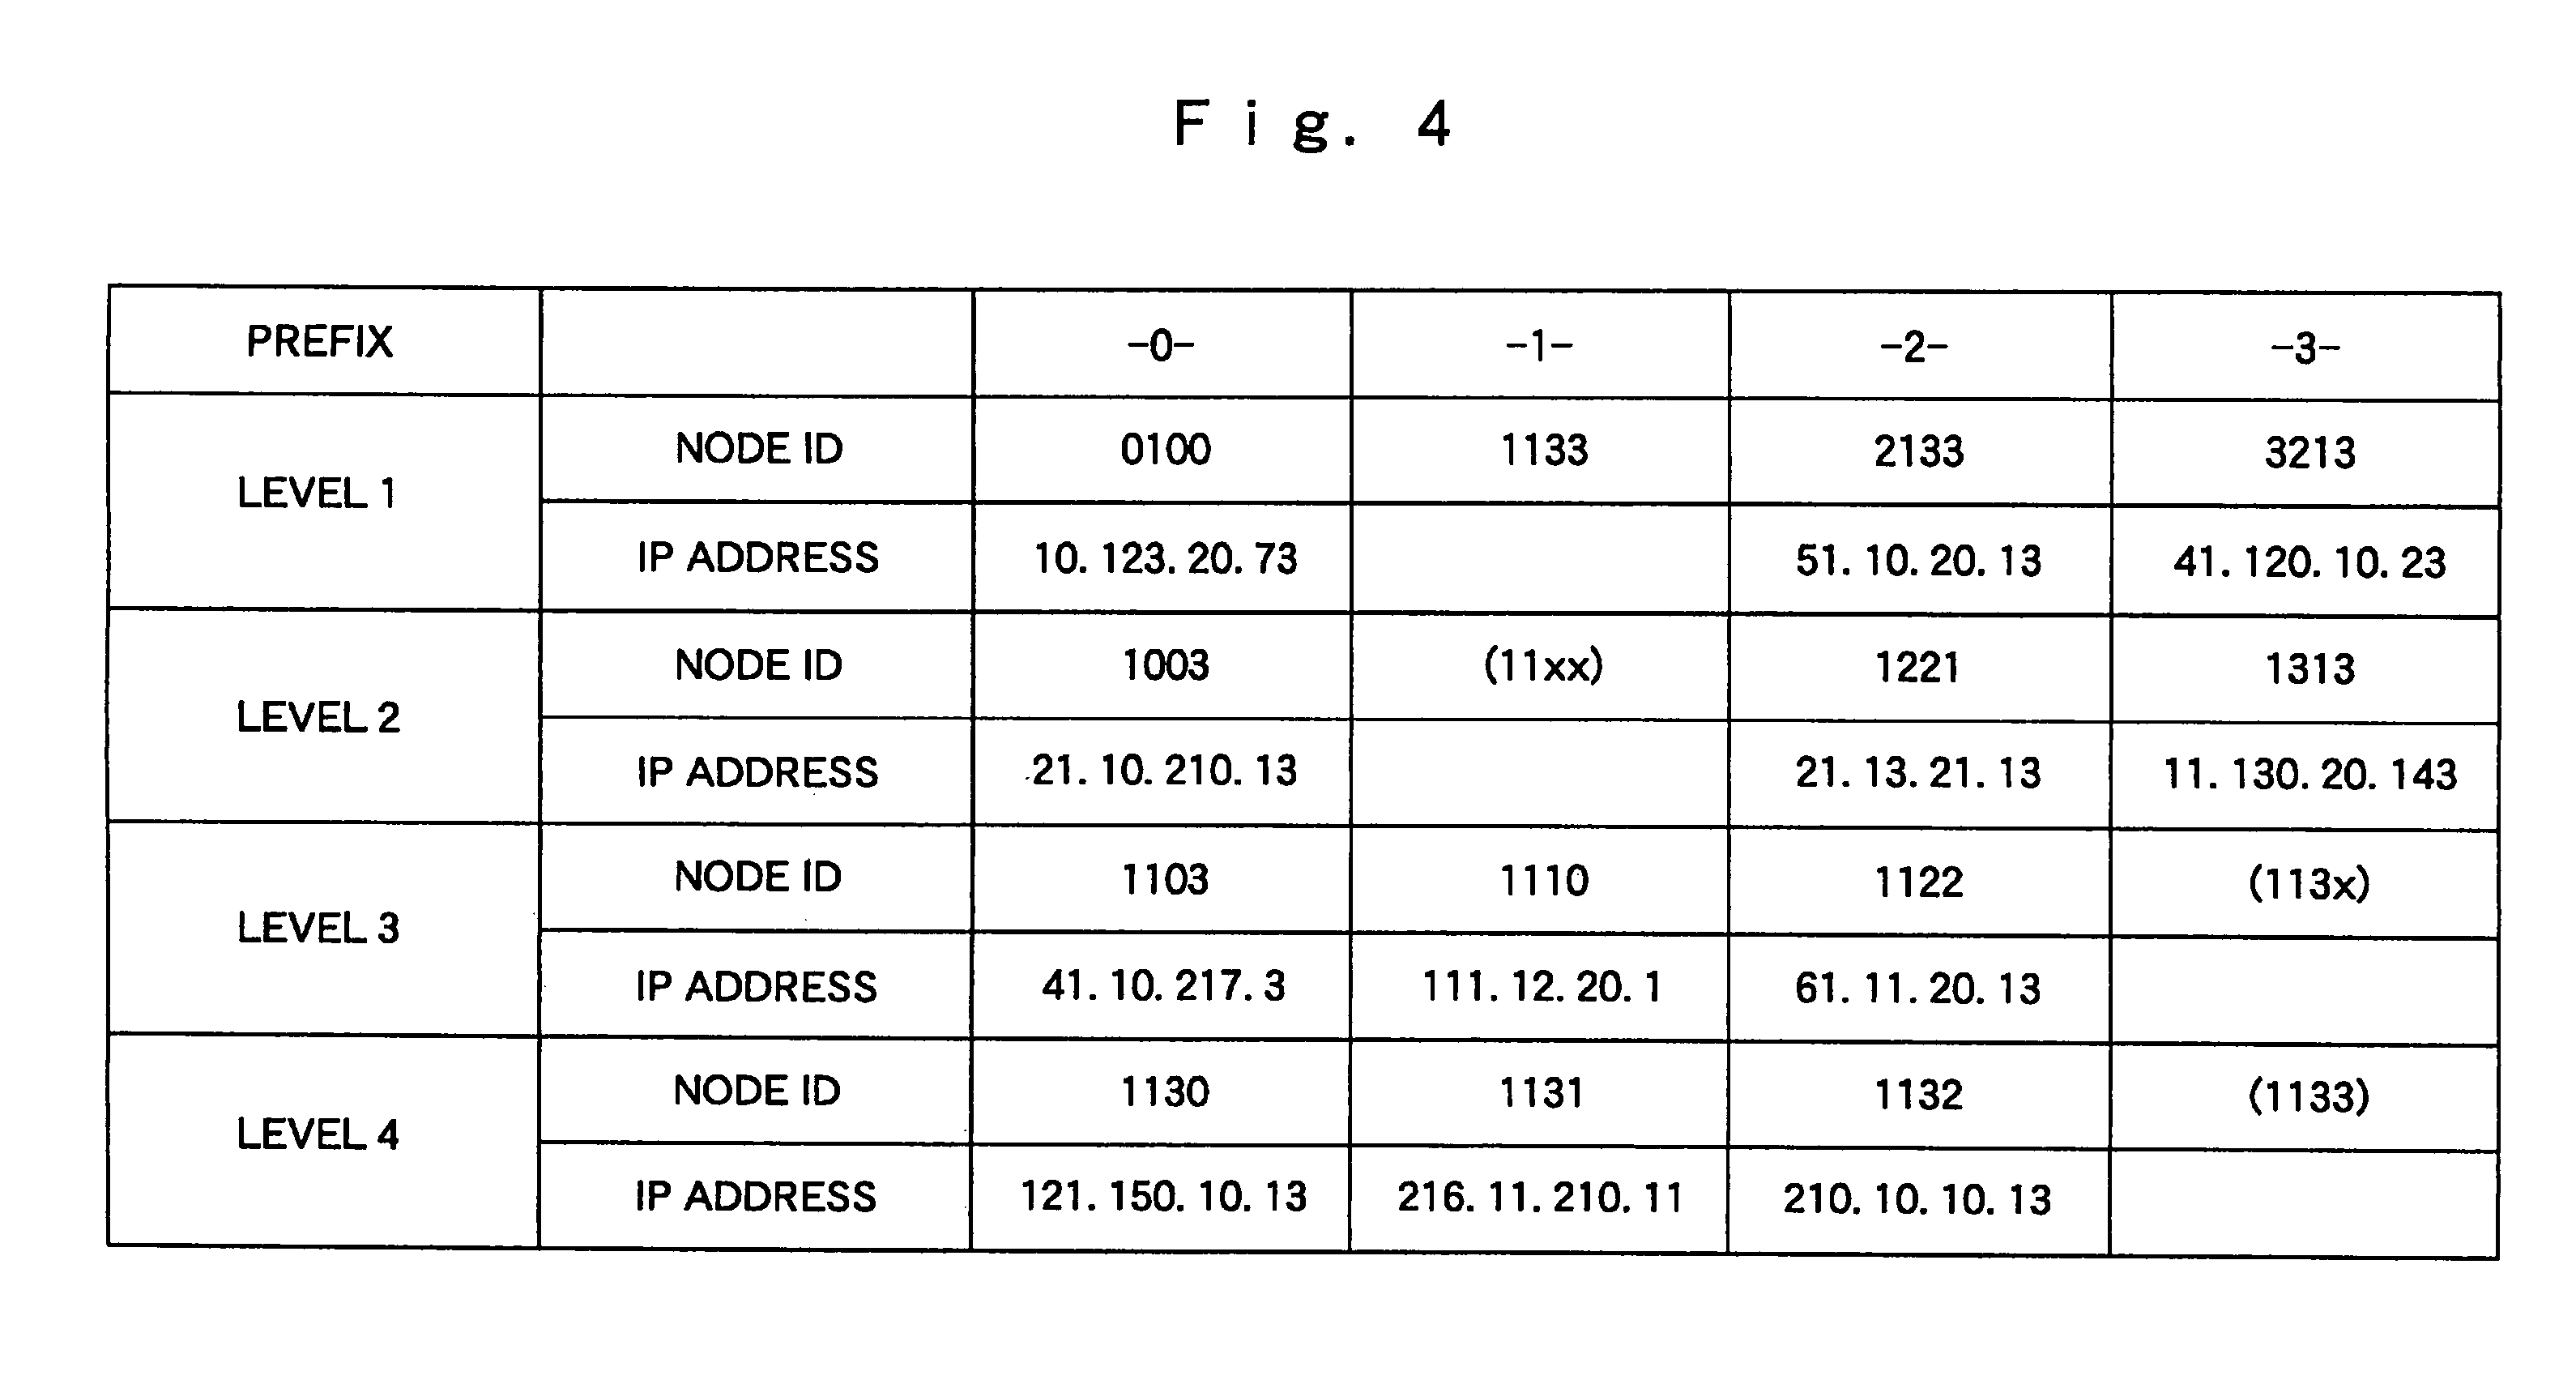 Fig. 4
PREFIX -0- -1- -2- -3-
LEVEL 1
NODE ID 0100 1133 2133 3213
IP ADDRESS 10. 123. 20. 73 51. 10. 20. 13 41. 120. 10. 23
LEVEL 2
NODE ID 1003 (11xx) 1221 1313
IP ADDRESS 21. 10. 210. 13 21. 13. 21. 13 11. 130. 20. 143
LEVEL 3
NODE ID 1103 1110 1122 (113x)
IP ADDRESS 41. 10. 217. 3 111. 12. 20. 1 61. 11. 20. 13
LEVEL 4
NODE ID 1130 1131 1132 (1133)
IP ADDRESS 121. 150. 10. 13 216. 11. 210. 11 210. 10. 10. 13